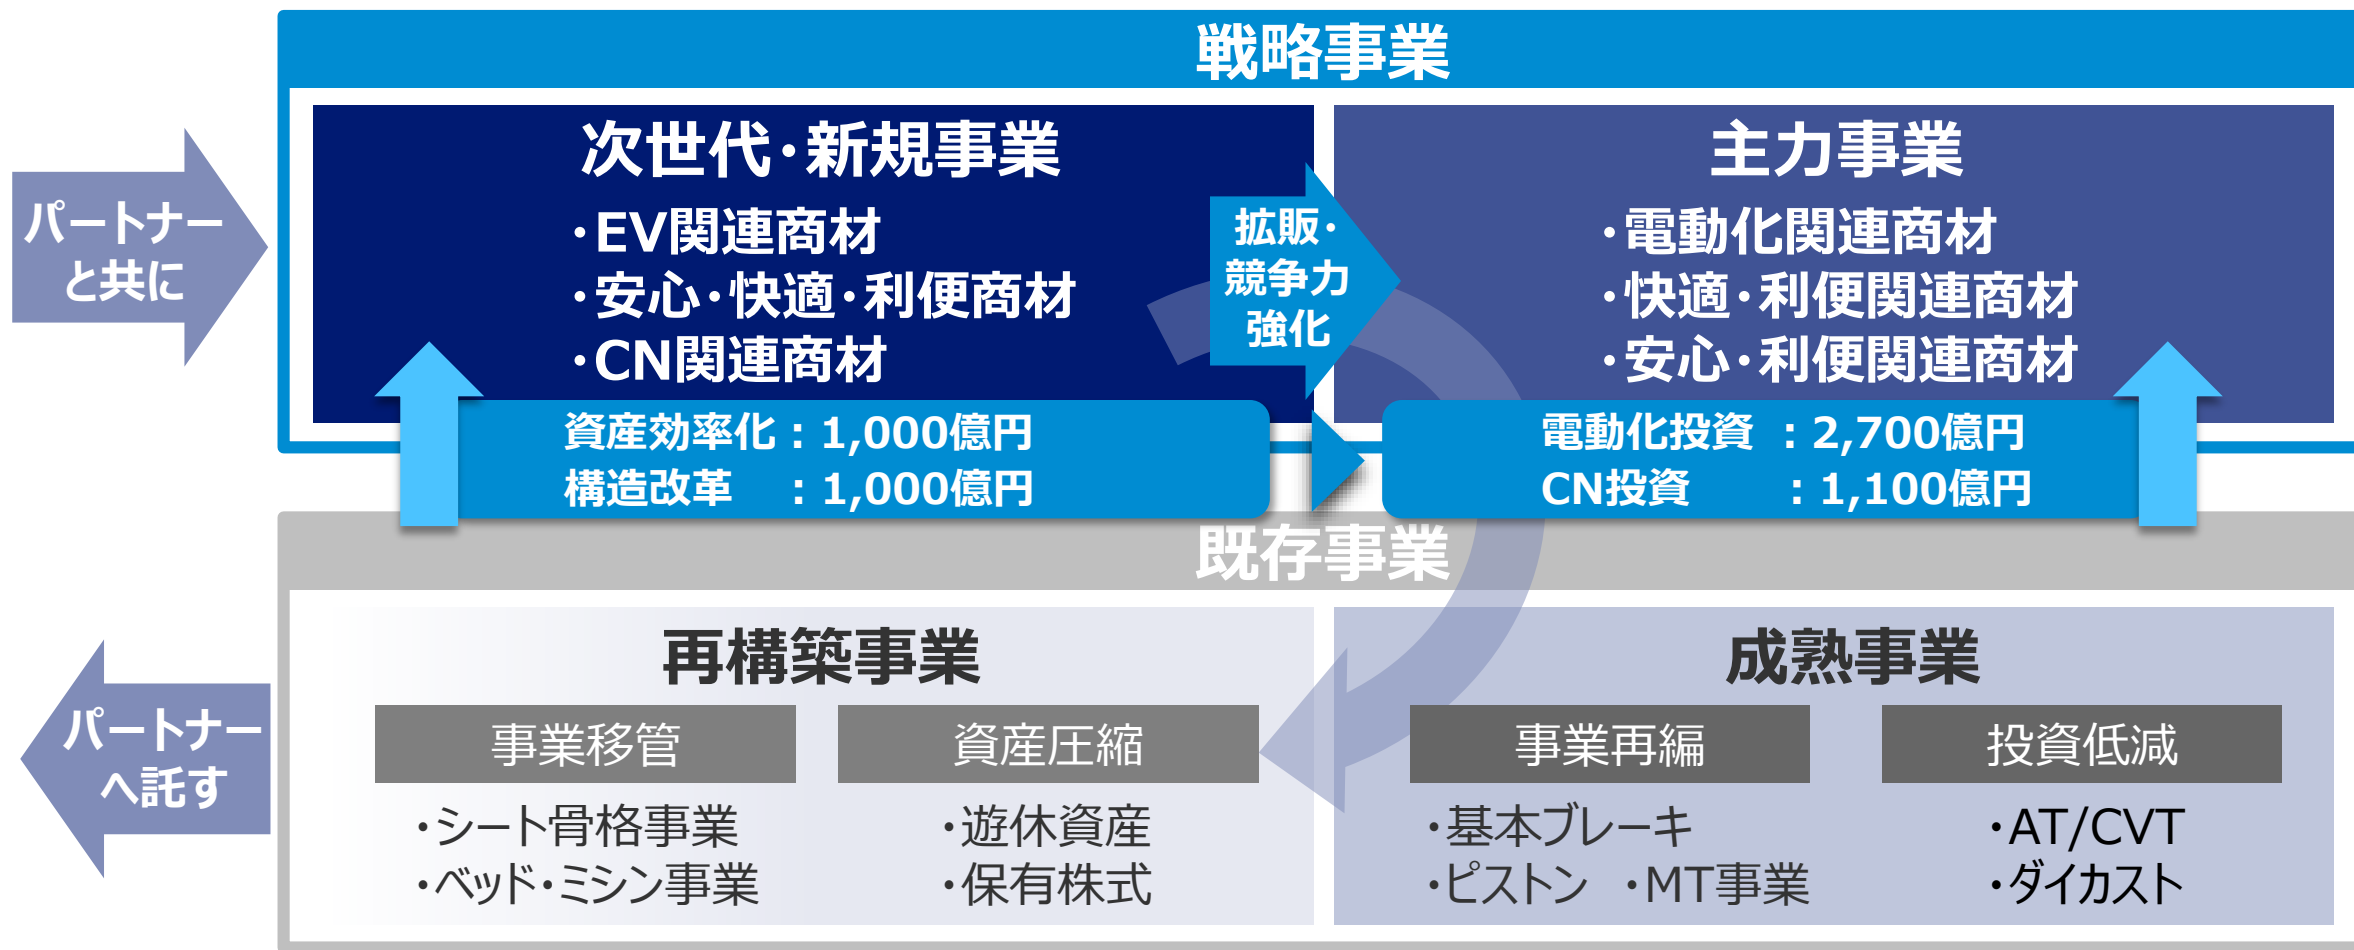 戦略事業
パートナー
と共に
次世代・新規事業
・EV関連商材
・安心・快適・利便商材
・CN関連商材
拡販・
競争力
強化
主力事業
・電動化関連商材
・快適・利便関連商材
・安心・利便関連商材
資産効率化：1,000億円
構造改革　：1,000億円
電動化投資 ：2,700億円
CN投資　　：1,100億円
既存事業
パートナー
へ託す
再構築事業
事業移管
・シート骨格事業
・ベッド・ミシン事業
資産圧縮
・遊休資産
・保有株式
成熟事業
事業再編
・基本ブレーキ
・ピストン ・MT事業
投資低減
・AT/CVT
・ダイカスト